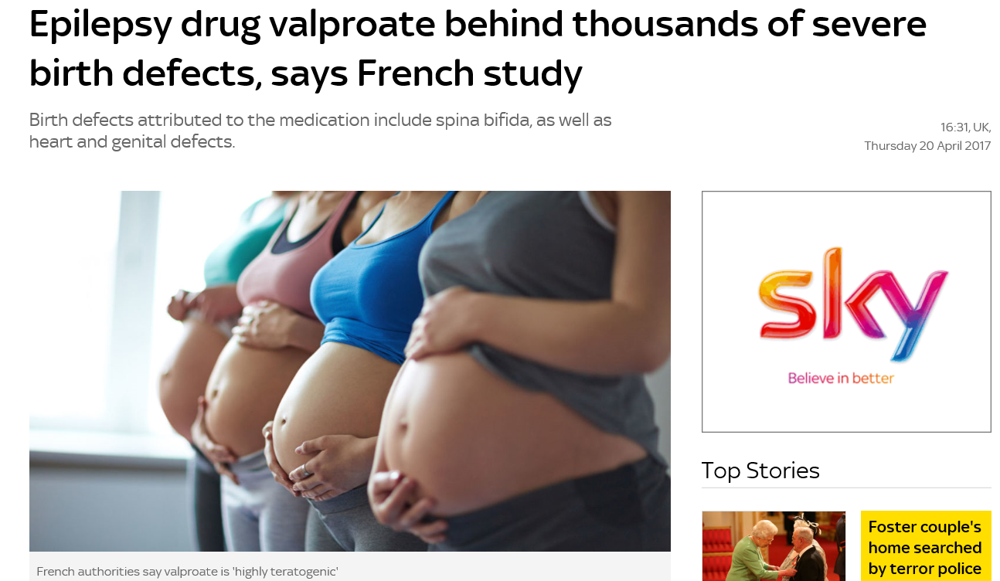 Epilepsy drug valproate behind thousands of severe
birth defects, says French study
Birth defects attributed to the medication include spina bifida, as well as
heart and genital defects.
16:31, UK,
Thursday 20 April 2017
sky
Believe in better
French authorities say valproate is 'highly teratogenic'
Top Stories
Foster couple's
home searched
by terror police